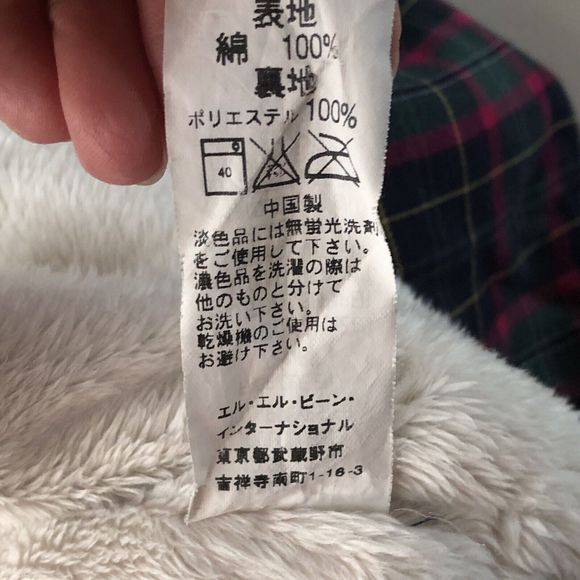 表地
綿 100%
裏地
ポリエステル 100%
40
中国製
淡色品には無蛍光洗剤
をご使用して下さい。
濃色品を洗濯の際は
他のものと分けて
お洗い下さい。
乾燥機のご使用は
お避け下さい。
エル・エル・ビーン・
インターナショナル
東京都武蔵野市
吉祥寺南町1-16-3